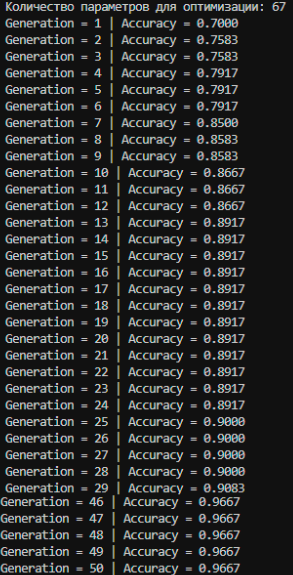 Количество параметров для оптимизации: 67
Generation = 1 | Accuracy = 0.7000
Generation = 2 | Accuracy = 0.7583
Generation = 3 | Accuracy = 0.7583
Generation = 4 | Accuracy = 0.7917
Generation = 5 | Accuracy = 0.7917
Generation = 6 | Accuracy = 0.7917
Generation = 7 | Accuracy = 0.8500
Generation = 8 | Accuracy = 0.8583
Generation = 9 | Accuracy = 0.8583
Generation = 10 | Accuracy = 0.8667
Generation = 11 | Accuracy = 0.8667
Generation = 12 | Accuracy = 0.8667
Generation = 13 | Accuracy = 0.8917
Generation = 14 | Accuracy = 0.8917
Generation = 15 | Accuracy = 0.8917
Generation = 16 | Accuracy = 0.8917
Generation = 17 | Accuracy = 0.8917
Generation = 18 | Accuracy = 0.8917
Generation = 19 | Accuracy = 0.8917
Generation = 20 | Accuracy = 0.8917
Generation = 21 | Accuracy = 0.8917
Generation = 22 | Accuracy = 0.8917
Generation = 23 | Accuracy = 0.8917
Generation = 24 | Accuracy = 0.8917
Generation = 25 | Accuracy = 0.9000
Generation = 26 | Accuracy = 0.9000
Generation = 27 | Accuracy = 0.9000
Generation = 28 | Accuracy = 0.9000
Generation = 29 | Accuracy = 0.9083
Generation = 46 | Accuracy = 0.9667
Generation = 47 | Accuracy = 0.9667
Generation = 48 | Accuracy = 0.9667
Generation = 49 | Accuracy = 0.9667
Generation = 50 | Accuracy = 0.9667